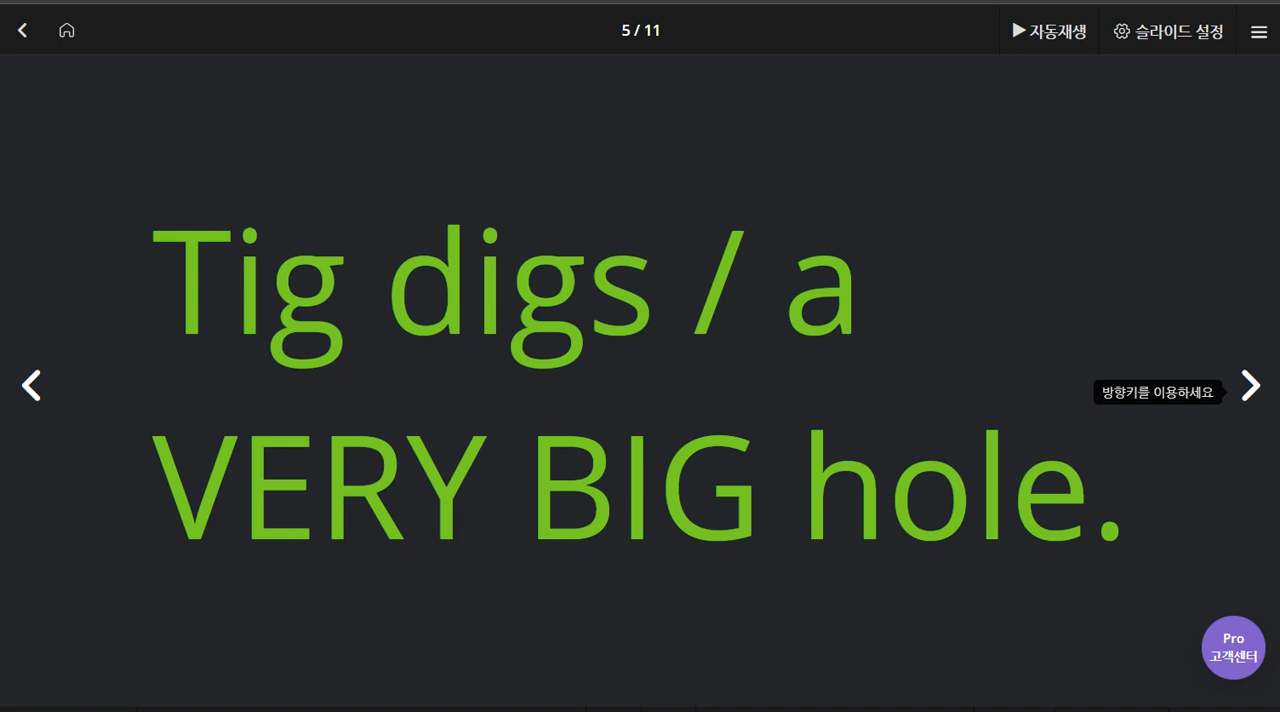 5 / 11
▶ 자동재생
슬라이드 설정
Tig digs / a
VERY BIG hole.
방향키를 이용하세요
Pro
고객센터